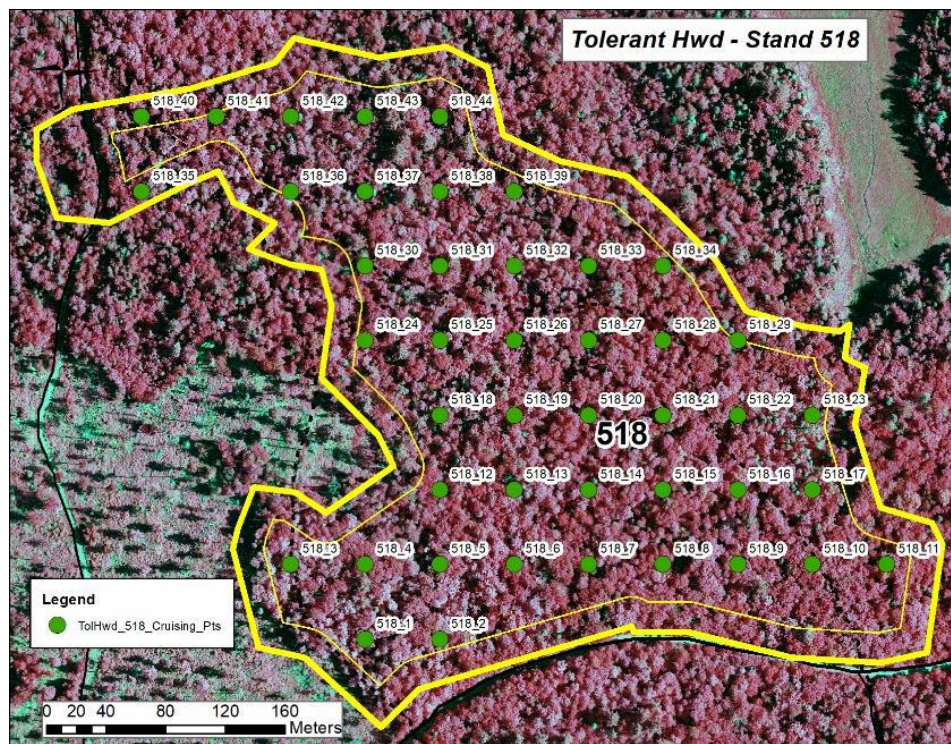 Tolerant Hwd - Stand 518
518_40 518_41 518_42 518_43 518_44
518_35 518_36 518_37 518_38 518_39
518_30 518_31 518_32 518_33 518_34
518_24 518_25 518_26 518_27 518_28 518_29
518_18 518_19 518_20 518_21 518_22 518_23
518
518_12 518_13 518_14 518_15 518_16 518_17
518_3 518_4 518_5 518_6 518_7 518_8 518_9 518_10 518_11
518_1 518_2
Legend
TolHwd_518_Cruising_Pts
0 20 40 80 120 160
Meters